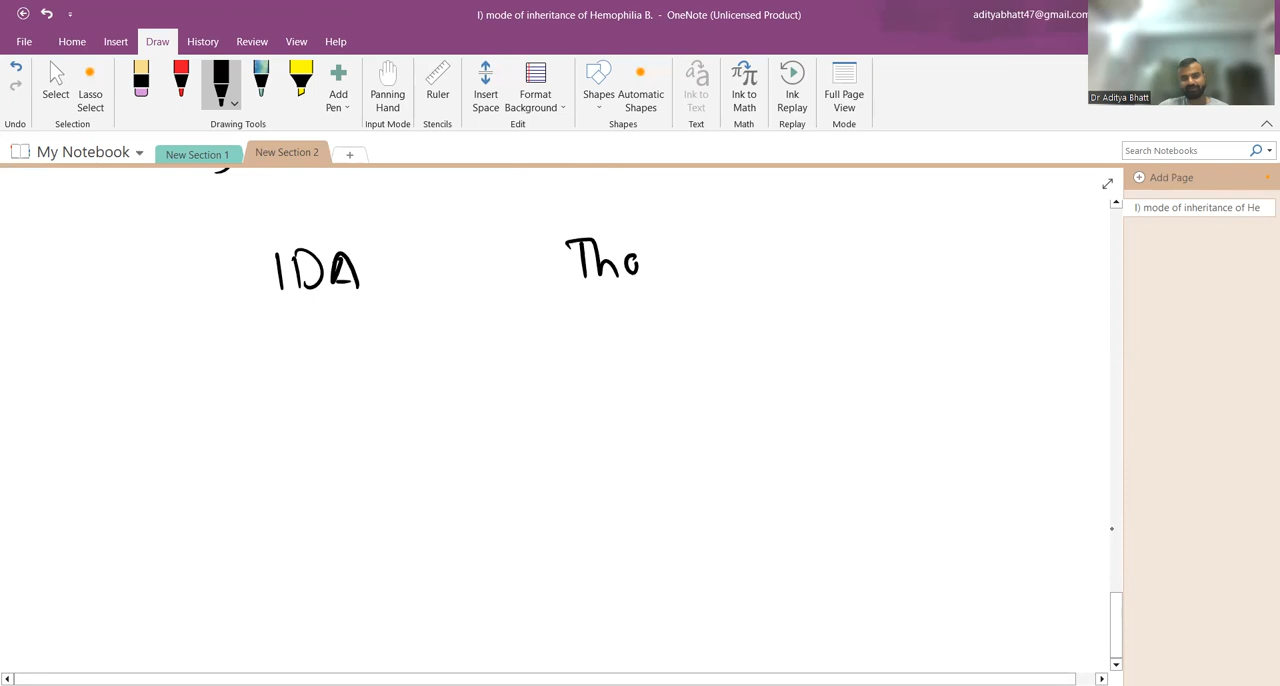 I) mode of inheritance of Hemophilia B. - OneNote (Unlicensed Product)
adityabhatt47@gmail.com
File Home Insert Draw History Review View Help
Undo
Select
Lasso Select
Add Pen
Panning Hand
Ruler
Insert Space
Format Background
Shapes
Automatic Shapes
Ink to Text
Ink to Math
Ink Replay
Full Page View
Selection Drawing Tools Input Mode Stencils Edit Shapes Text Math Replay Mode
Dr Aditya Bhatt
My Notebook New Section 1 New Section 2
Search Notebooks
Add Page
I) mode of inheritance of He
IDA Tha